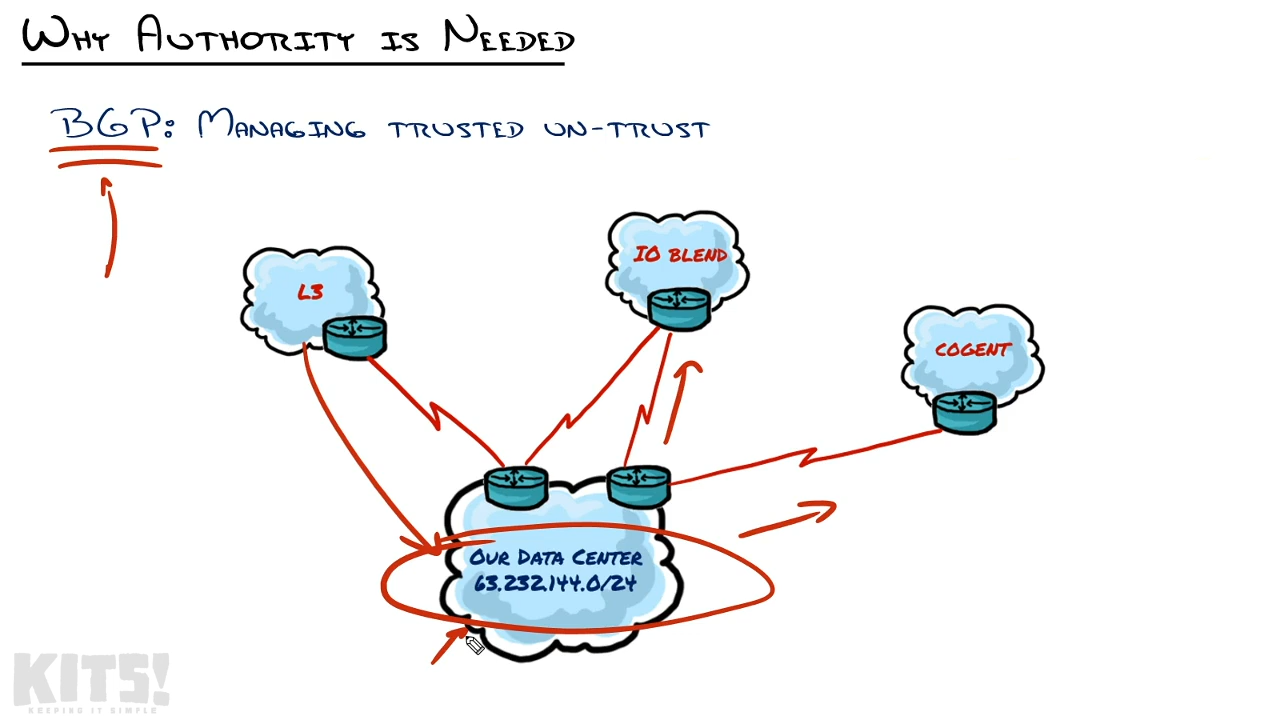 Why Authority is Needed
BGP: Managing trusted un-trust
IO Blend
L3
Cogent
Our Data Center
63.232.144.0/24
KITS!
KEEPING IT SIMPLE